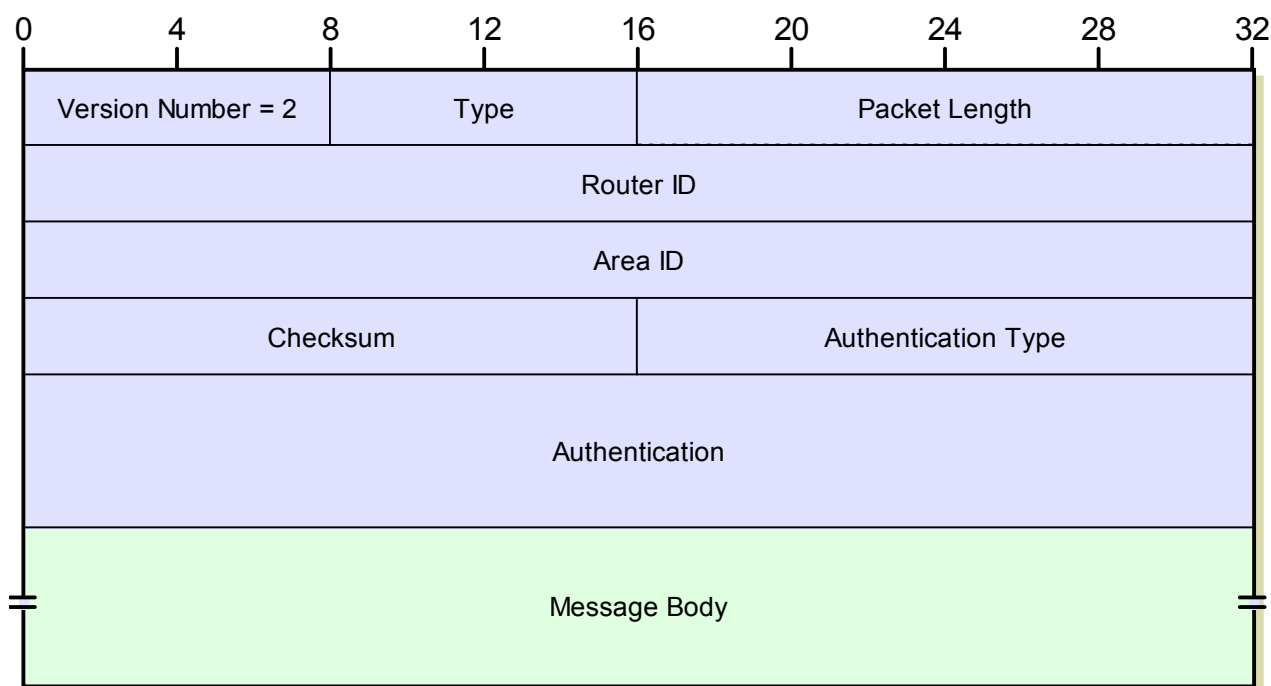 0 4 8 12 16 20 24 28 32
Version Number = 2 Type Packet Length
Router ID
Area ID
Checksum Authentication Type
Authentication
Message Body